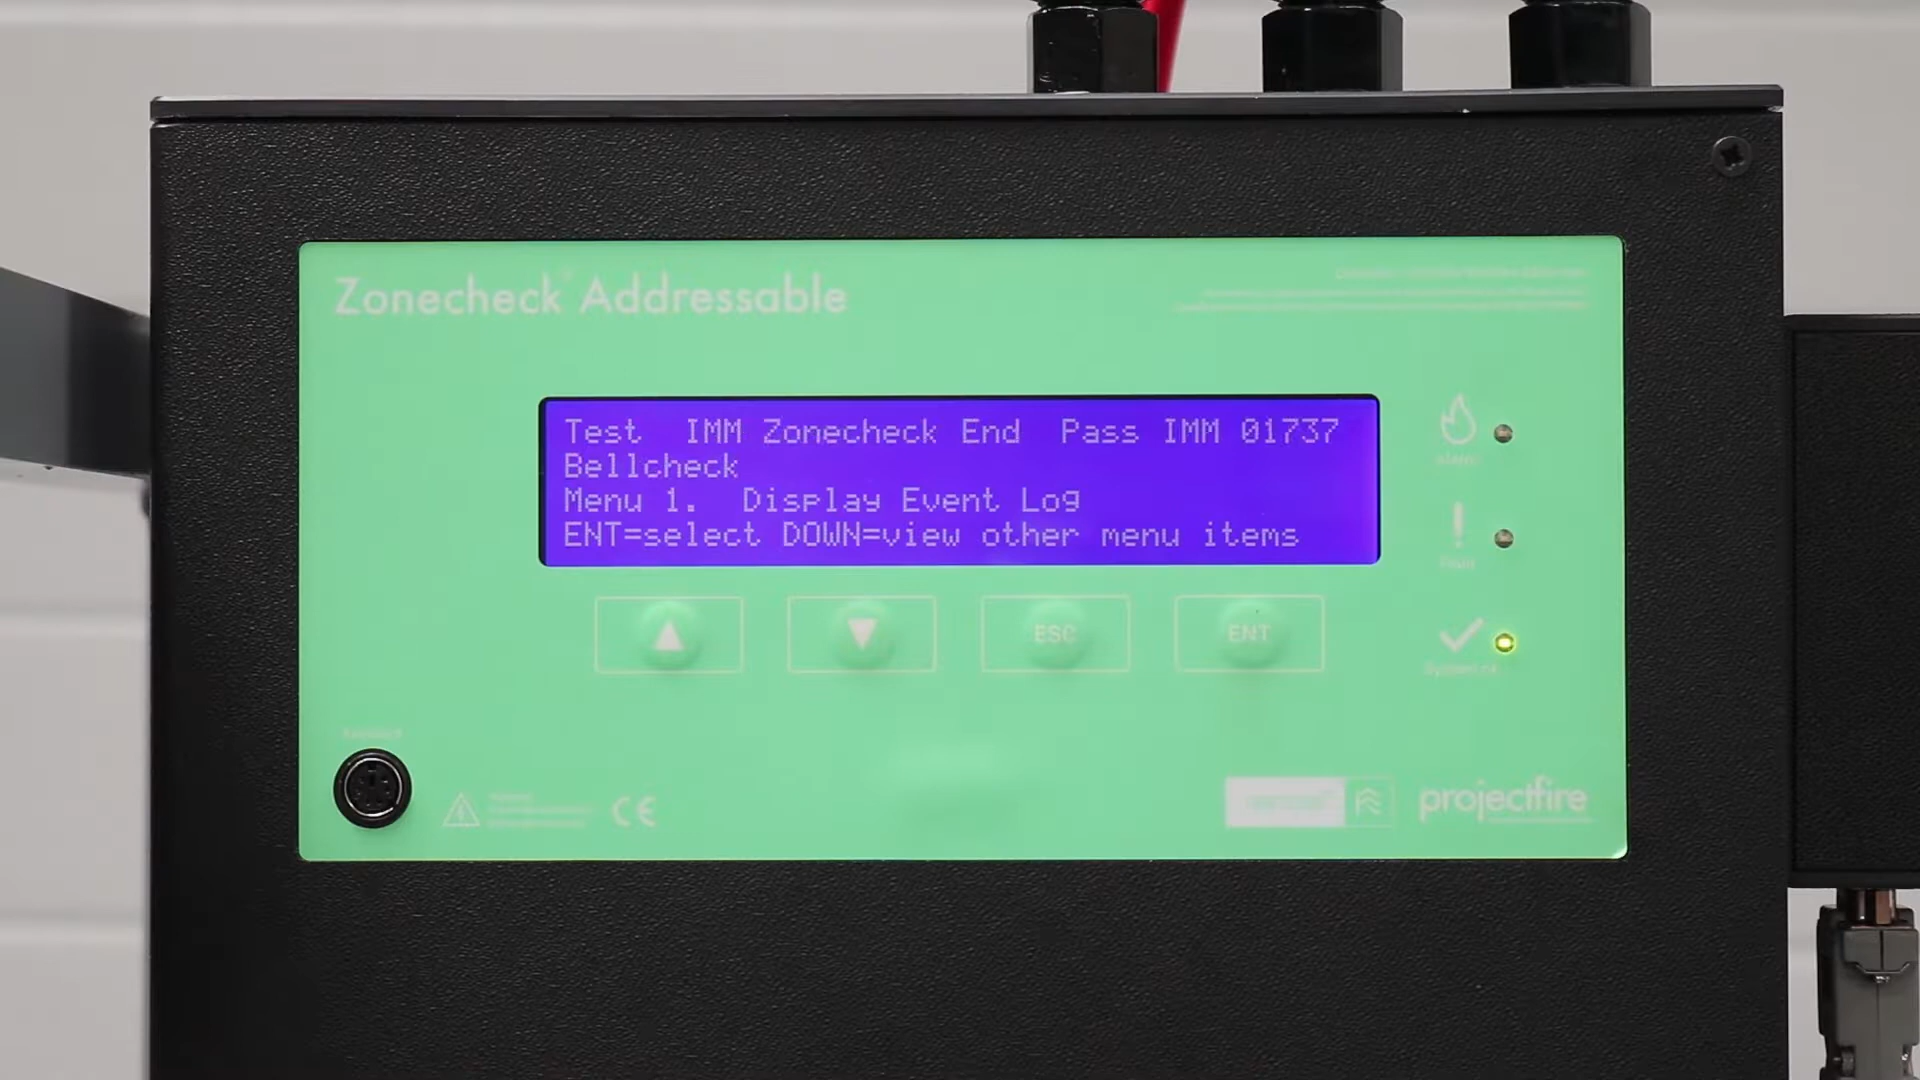 Zonecheck® Addressable
Test  IMM Zonecheck End  Pass IMM 01737
Bellcheck
Menu 1.  Display Event Log
ENT=select DOWN=view other menu items
ESC
ENT
CE
projectfire